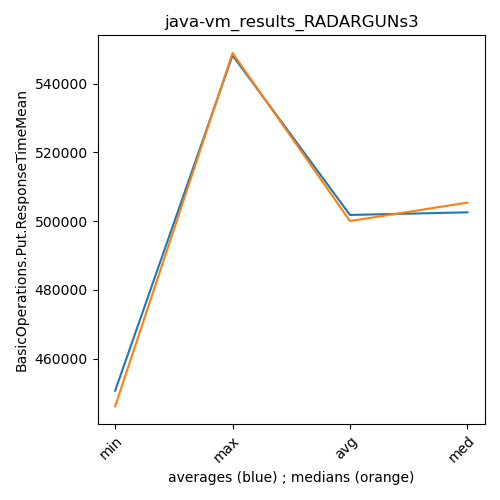 java-vm_results_RADARGUNs3
BasicOperations.Put.ResponseTimeMean
540000
520000
500000
480000
460000
min
max
avg
med
averages (blue) ; medians (orange)